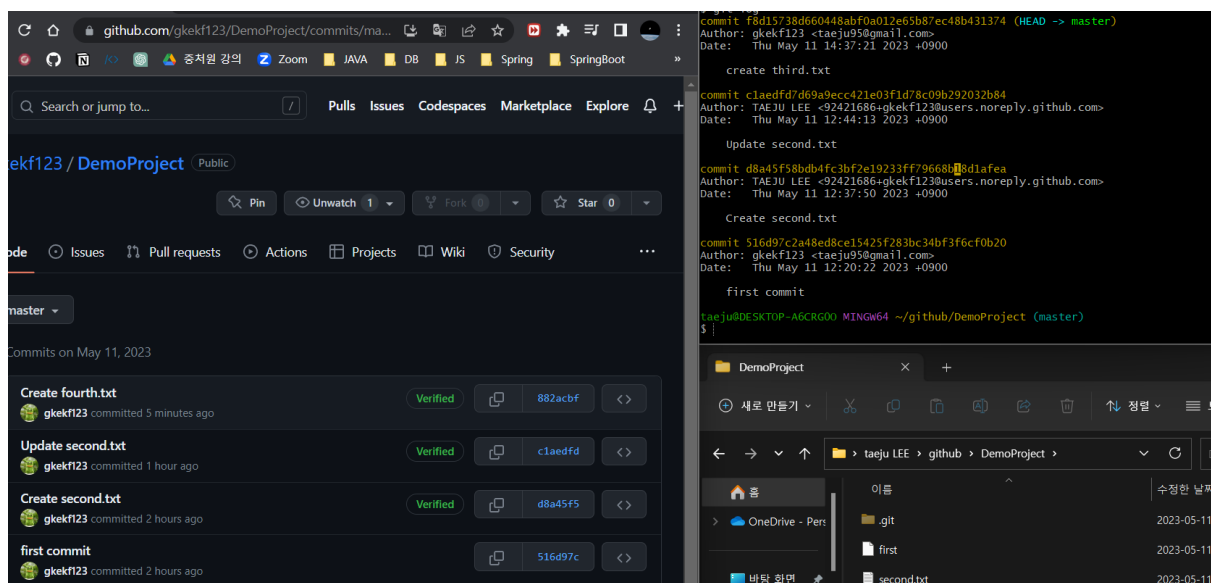 github.com/gkekf123/DemoProject/commits/ma...
중처원 강의 Zoom JAVA DB JS Spring SpringBoot »
Search or jump to... / Pulls Issues Codespaces Marketplace Explore +
ekf123 / DemoProject Public
Pin Unwatch 1 Fork 0 Star 0
ode Issues Pull requests Actions Projects Wiki Security ...
master
Commits on May 11, 2023
Create fourth.txt
Verified 882acbf <>
gkekf123 committed 5 minutes ago
Update second.txt
Verified c1aedfd <>
gkekf123 committed 1 hour ago
Create second.txt
Verified d8a45f5 <>
gkekf123 committed 2 hours ago
first commit
516d97c <>
gkekf123 committed 2 hours ago
commit f8d15738d660448abf0a012e65b87ec48b431374 (HEAD -> master)
Author: gkekf123 <taeju95@gmail.com>
Date: Thu May 11 14:37:21 2023 +0900
create third.txt
commit c1aedfd7d69a9ecc421e03f1d78c09b292032b84
Author: TAEJU LEE <92421686+gkekf123@users.noreply.github.com>
Date: Thu May 11 12:44:13 2023 +0900
Update second.txt
commit d8a45f58bdb4fc3bf2e19233ff79668b18d1afea
Author: TAEJU LEE <92421686+gkekf123@users.noreply.github.com>
Date: Thu May 11 12:37:50 2023 +0900
Create second.txt
commit 516d97c2a48ed8ce15425f283bc34bf3f6cf0b20
Author: gkekf123 <taeju95@gmail.com>
Date: Thu May 11 12:20:22 2023 +0900
first commit
taeju@DESKTOP-A6CRGOO MINGW64 ~/github/DemoProject (master)
$
DemoProject × +
새로 만들기 정렬
taeju LEE > github > DemoProject >
홈
OneDrive - Pers
바탕 화면
이름 수정한 날짜
.git 2023-05-11
first 2023-05-11
second.txt 2023-05-11